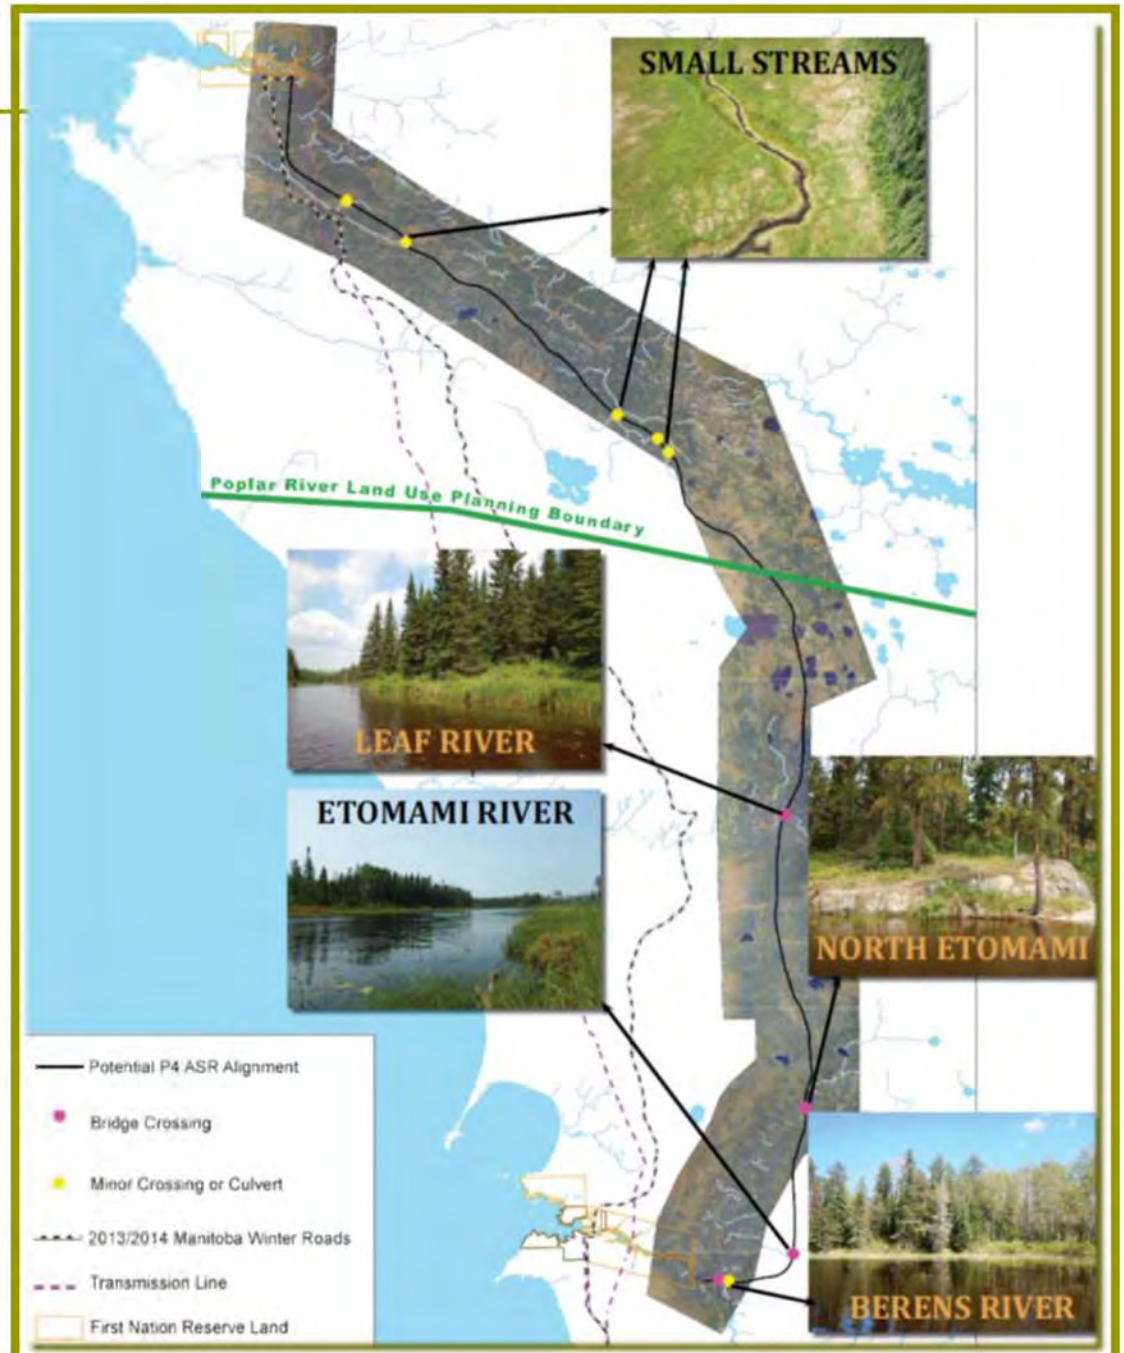 SMALL STREAMS
Poplar River Land Use Planning Boundary
LEAF RIVER
ETOMAMI RIVER
NORTH ETOMAMI
BERENS RIVER
Potential P4 ASR Alignment
Bridge Crossing
Minor Crossing or Culvert
2013/2014 Manitoba Winter Roads
Transmission Line
First Nation Reserve Land